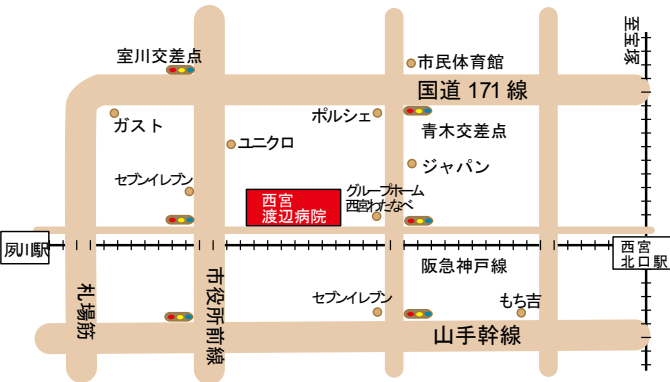 至宝塚
室川交差点
市民体育館
国道 171 線
ガスト
ポルシェ
青木交差点
ユニクロ
ジャパン
セブンイレブン
西宮
渡辺病院
グループホーム
西宮わたなべ
夙川駅
西宮
北口駅
阪急神戸線
札場筋
市役所前線
セブンイレブン
もち吉
山手幹線